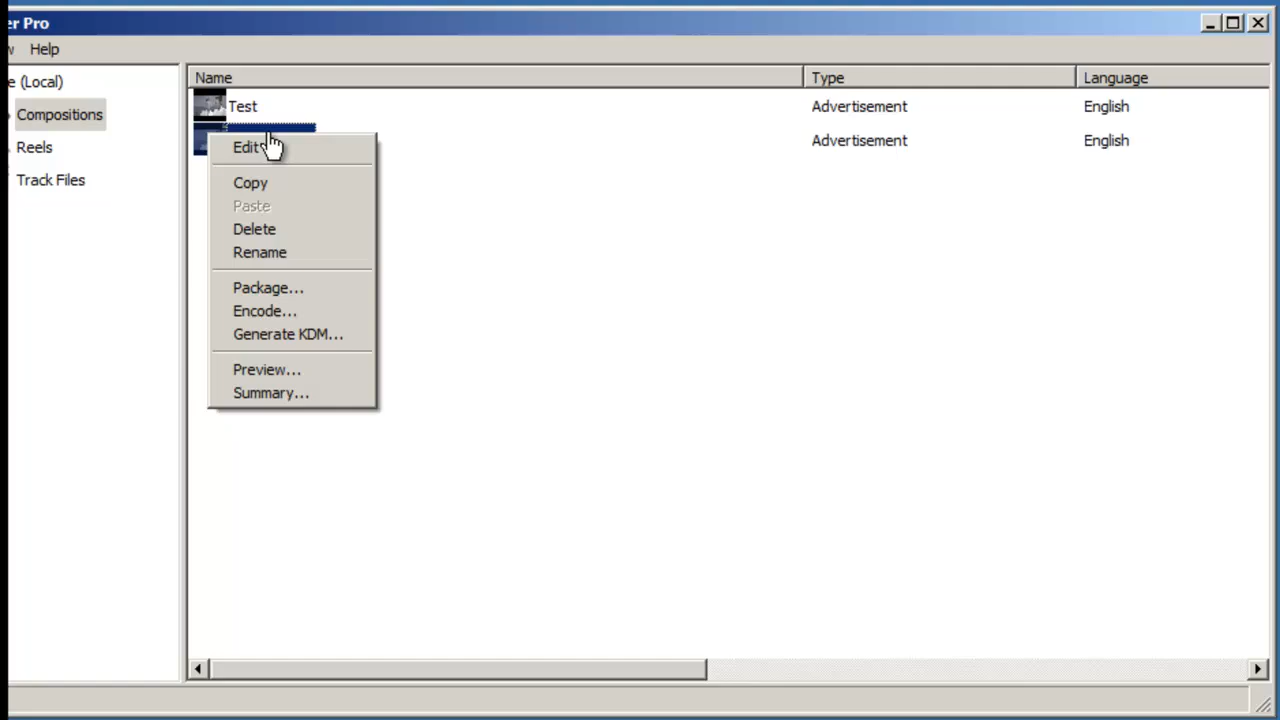 er Pro
w Help
e (Local)
Compositions
Reels
Track Files
Name Type Language
Test Advertisement English
Advertisement English
Edit
Copy
Paste
Delete
Rename
Package...
Encode...
Generate KDM...
Preview...
Summary...